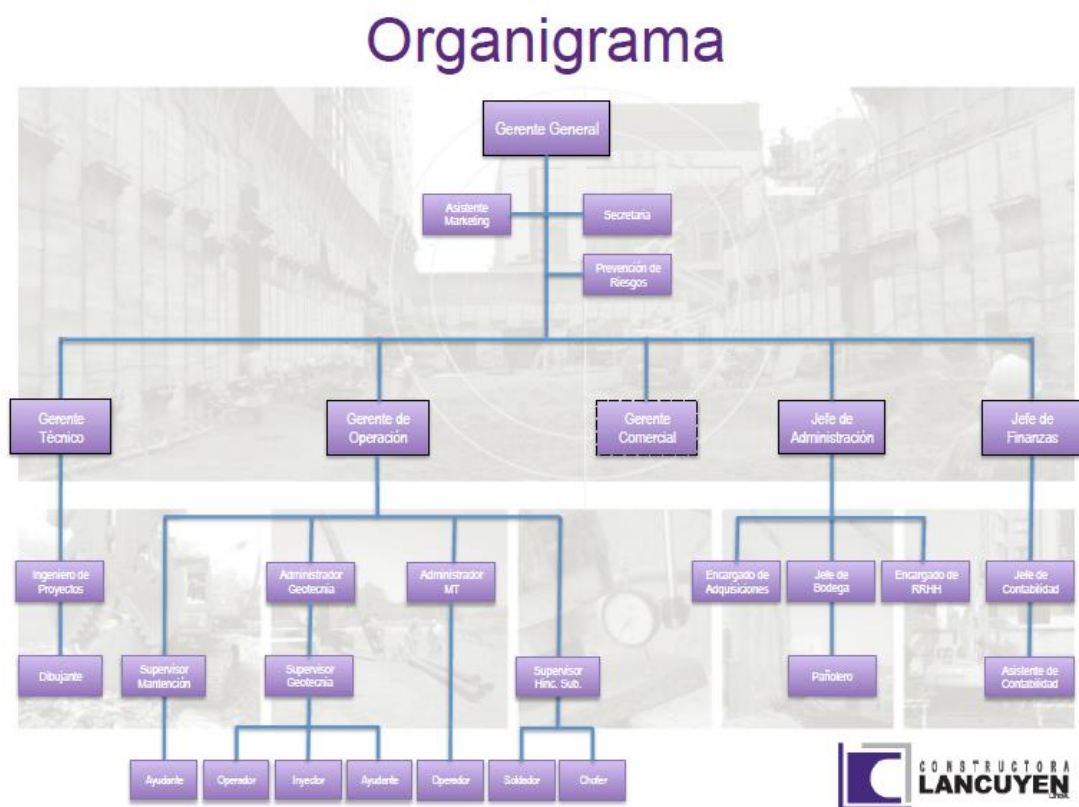 Organigrama
Gerente General
Asistente
Marketing
Secretaria
Prevención de
Riesgos
Gerente
Técnico
Gerente de
Operación
Gerente
Comercial
Jefe de
Administración
Jefe de
Finanzas
Ingeniero de
Proyectos
Administrador
Geotecnia
Administrador
MT
Encargado de
Adquisiciones
Jefe de
Bodega
Encargado de
RRHH
Jefe de
Contabilidad
Dibujante
Supervisor
Mantención
Supervisor
Geotecnia
Supervisor
Hinc. Sub.
Pañolero
Asistente de
Contabilidad
Ayudante
Operador
Inyector
Ayudante
Operador
Soldador
Chofer
CONSTRUCTORA
LANCUYEN